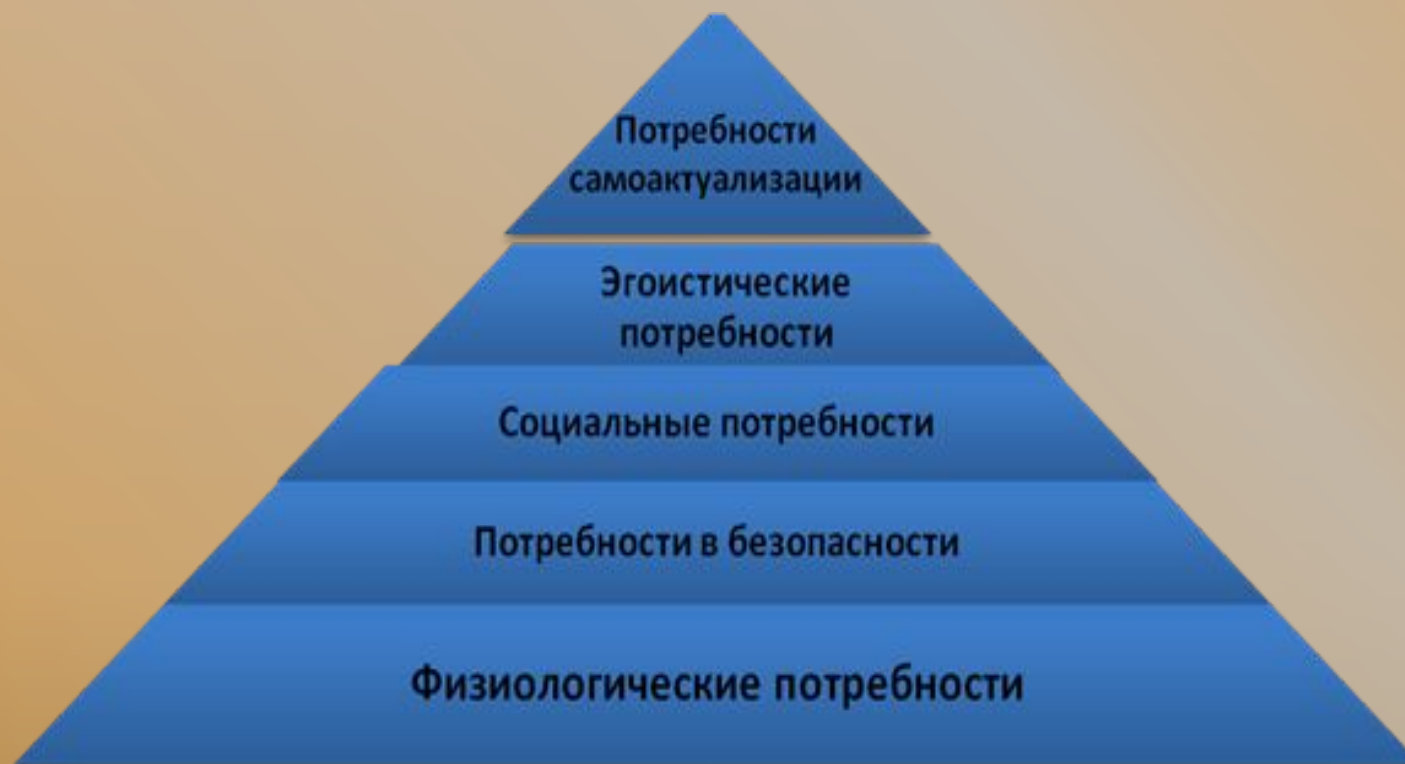 Потребности
самоактуализации
Эгоистические
потребности
Социальные потребности
Потребности в безопасности
Физиологические потребности